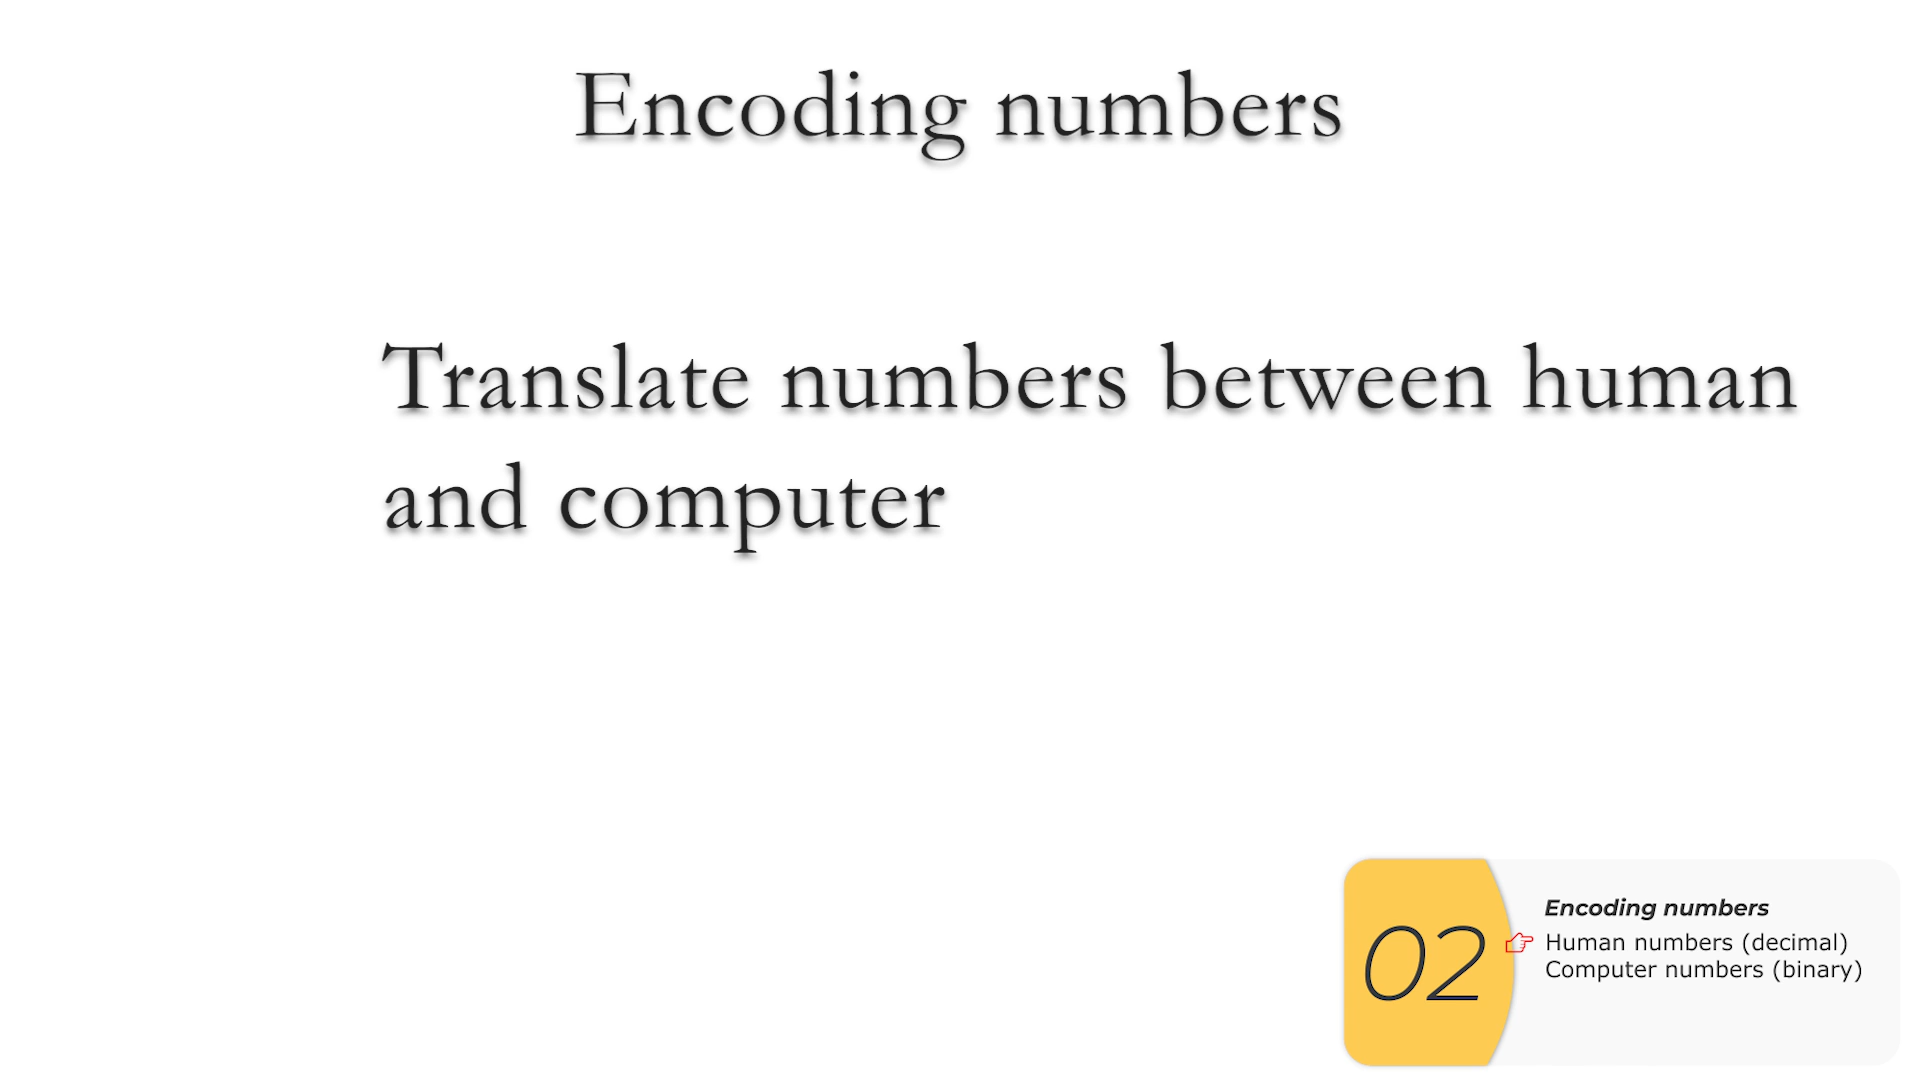 Encoding numbers
Translate numbers between human
and computer
02
Encoding numbers
Human numbers (decimal)
Computer numbers (binary)